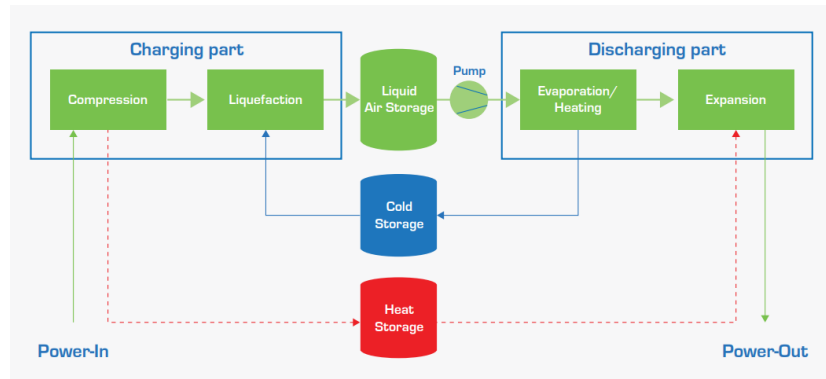 Charging part
Discharging part
Compression
Liquefaction
Liquid
Air Storage
Pump
Evaporation/
Heating
Expansion
Cold
Storage
Heat
Storage
Power-In
Power-Out